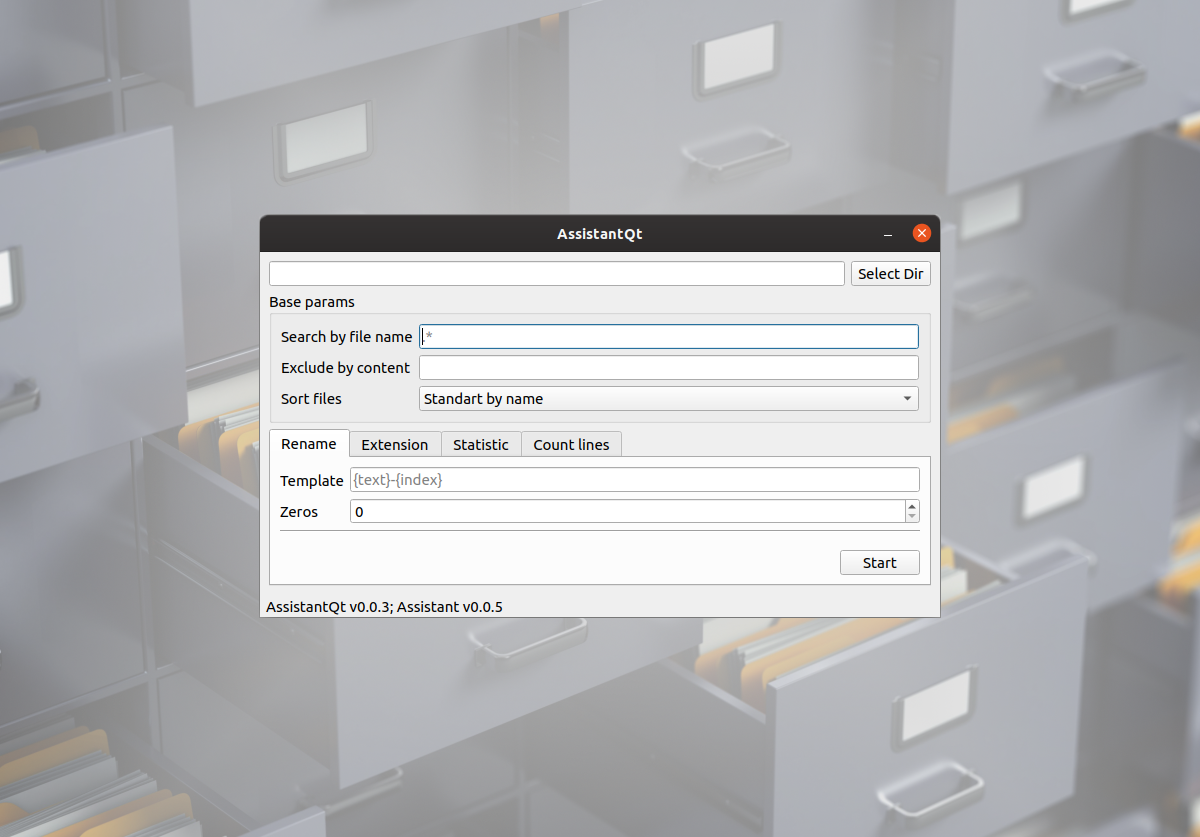 AssistantQt
Select Dir
Base params
Search by file name .*
Exclude by content
Sort files Standart by name
Rename Extension Statistic Count lines
Template {text}-{index}
Zeros 0
Start
AssistantQt v0.0.3; Assistant v0.0.5